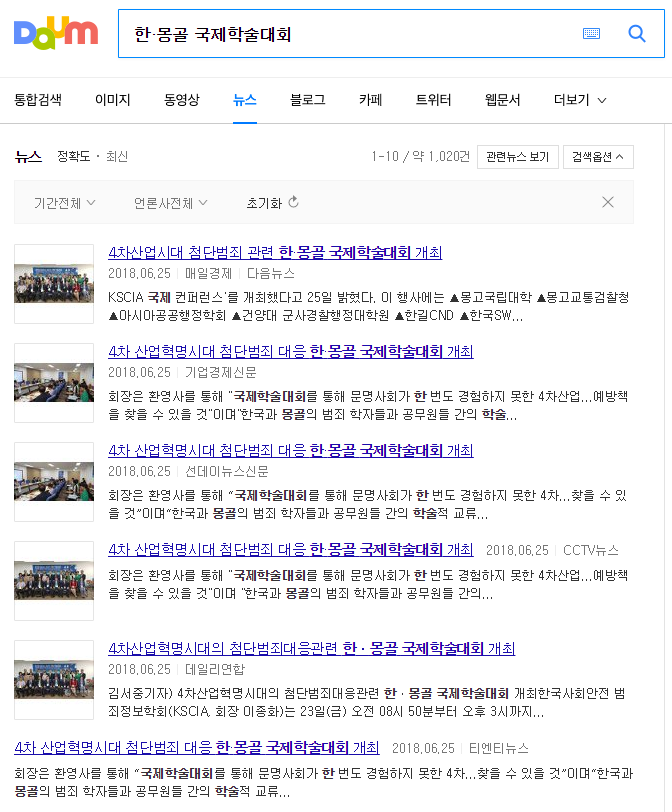 Daum
한·몽골 국제학술대회
통합검색 이미지 동영상 뉴스 블로그 카페 트위터 웹문서 더보기
뉴스 정확도 · 최신 1-10 / 약 1,020건 관련뉴스 보기 검색옵션
기간전체 언론사전체 초기화
4차산업시대 첨단범죄 관련 한·몽골 국제학술대회 개최
2018.06.25 | 매일경제 | 다음뉴스
KSCIA 국제 컨퍼런스'를 개최했다고 25일 밝혔다. 이 행사에는 ▲몽고국립대학 ▲몽고교통검찰청
▲아시아공공행정학회 ▲건양대 군사경찰행정대학원 ▲한길CND ▲한국SW...
4차 산업혁명시대 첨단범죄 대응 한·몽골 국제학술대회 개최
2018.06.25 | 기업경제신문
회장은 환영사를 통해 "국제학술대회를 통해 문명사회가 한 번도 경험하지 못한 4차산업...예방책
을 찾을 수 있을 것"이며"한국과 몽골의 범죄 학자들과 공무원들 간의 학술...
4차 산업혁명시대 첨단범죄 대응 한·몽골 국제학술대회 개최
2018.06.25 | 선데이뉴스신문
회장은 환영사를 통해 “국제학술대회를 통해 문명사회가 한 번도 경험하지 못한 4차...찾을 수 있
을 것”이며“한국과 몽골의 범죄 학자들과 공무원들 간의 학술적 교류...
4차 산업혁명시대 첨단범죄 대응 한·몽골 국제학술대회 개최 2018.06.25 | CCTV뉴스
회장은 환영사를 통해 "국제학술대회를 통해 문명사회가 한 번도 경험하지 못한 4차산업...예방책
을 찾을 수 있을 것"이며 "한국과 몽골의 범죄 학자들과 공무원들 간의...
4차산업혁명시대의 첨단범죄대응관련 한 · 몽골 국제학술대회 개최
2018.06.25 | 데일리연합
김서중기자) 4차산업혁명시대의 첨단범죄대응관련 한 · 몽골 국제학술대회 개최한국사회안전 범
죄정보학회(KSCIA, 회장 이종화)는 23일(금) 오전 08시 50분부터 오후 3시까지...
4차 산업혁명시대 첨단범죄 대응 한·몽골 국제학술대회 개최 2018.06.25 | 티엔티뉴스
회장은 환영사를 통해 “국제학술대회를 통해 문명사회가 한 번도 경험하지 못한 4차...찾을 수 있을 것”이며“한국과
몽골의 범죄 학자들과 공무원들 간의 학술적 교류...